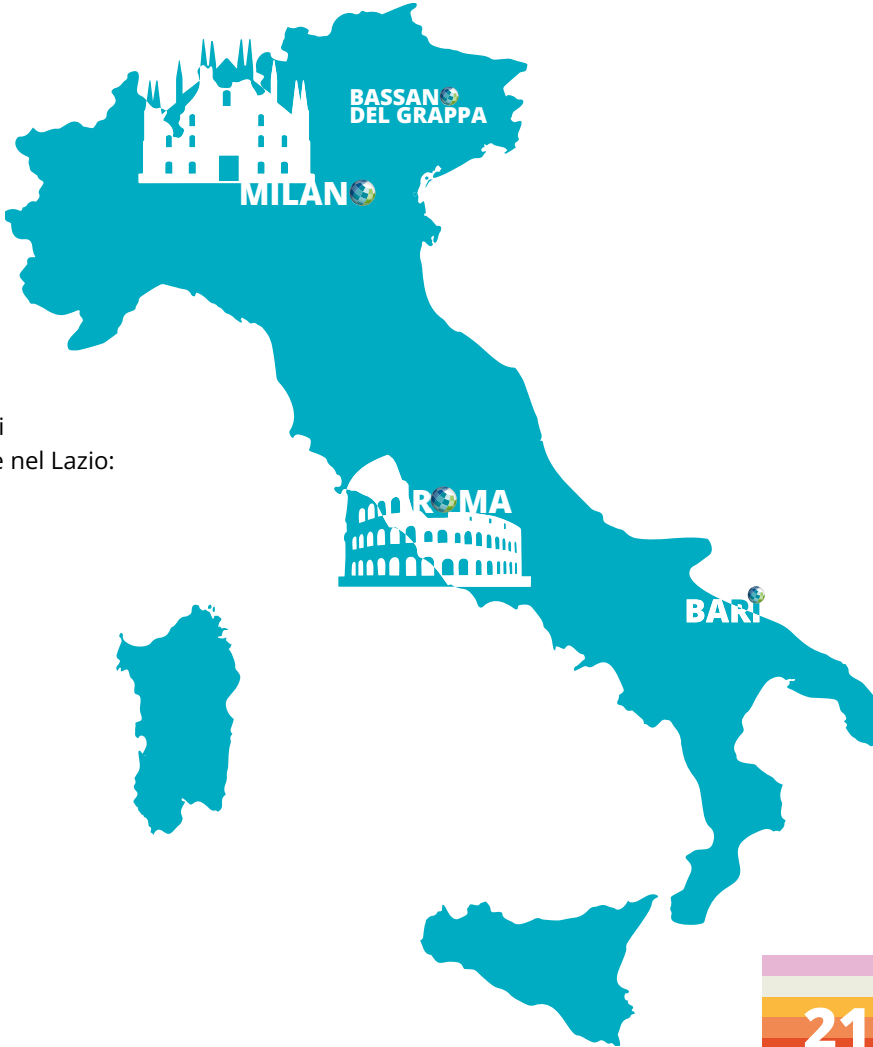 BASSANO
DEL GRAPPA
MILANO
i
e nel Lazio:
ROMA
BARI
21